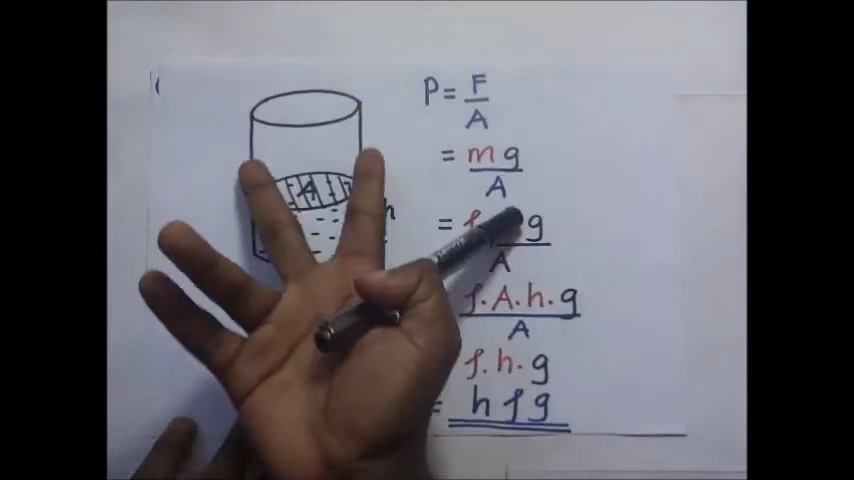 A
h
P = F/A
= mg/A
= ρ g/A
ρ.A.h.g/A
ρ.h.g
= hρg